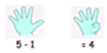 5 - 1 = 4